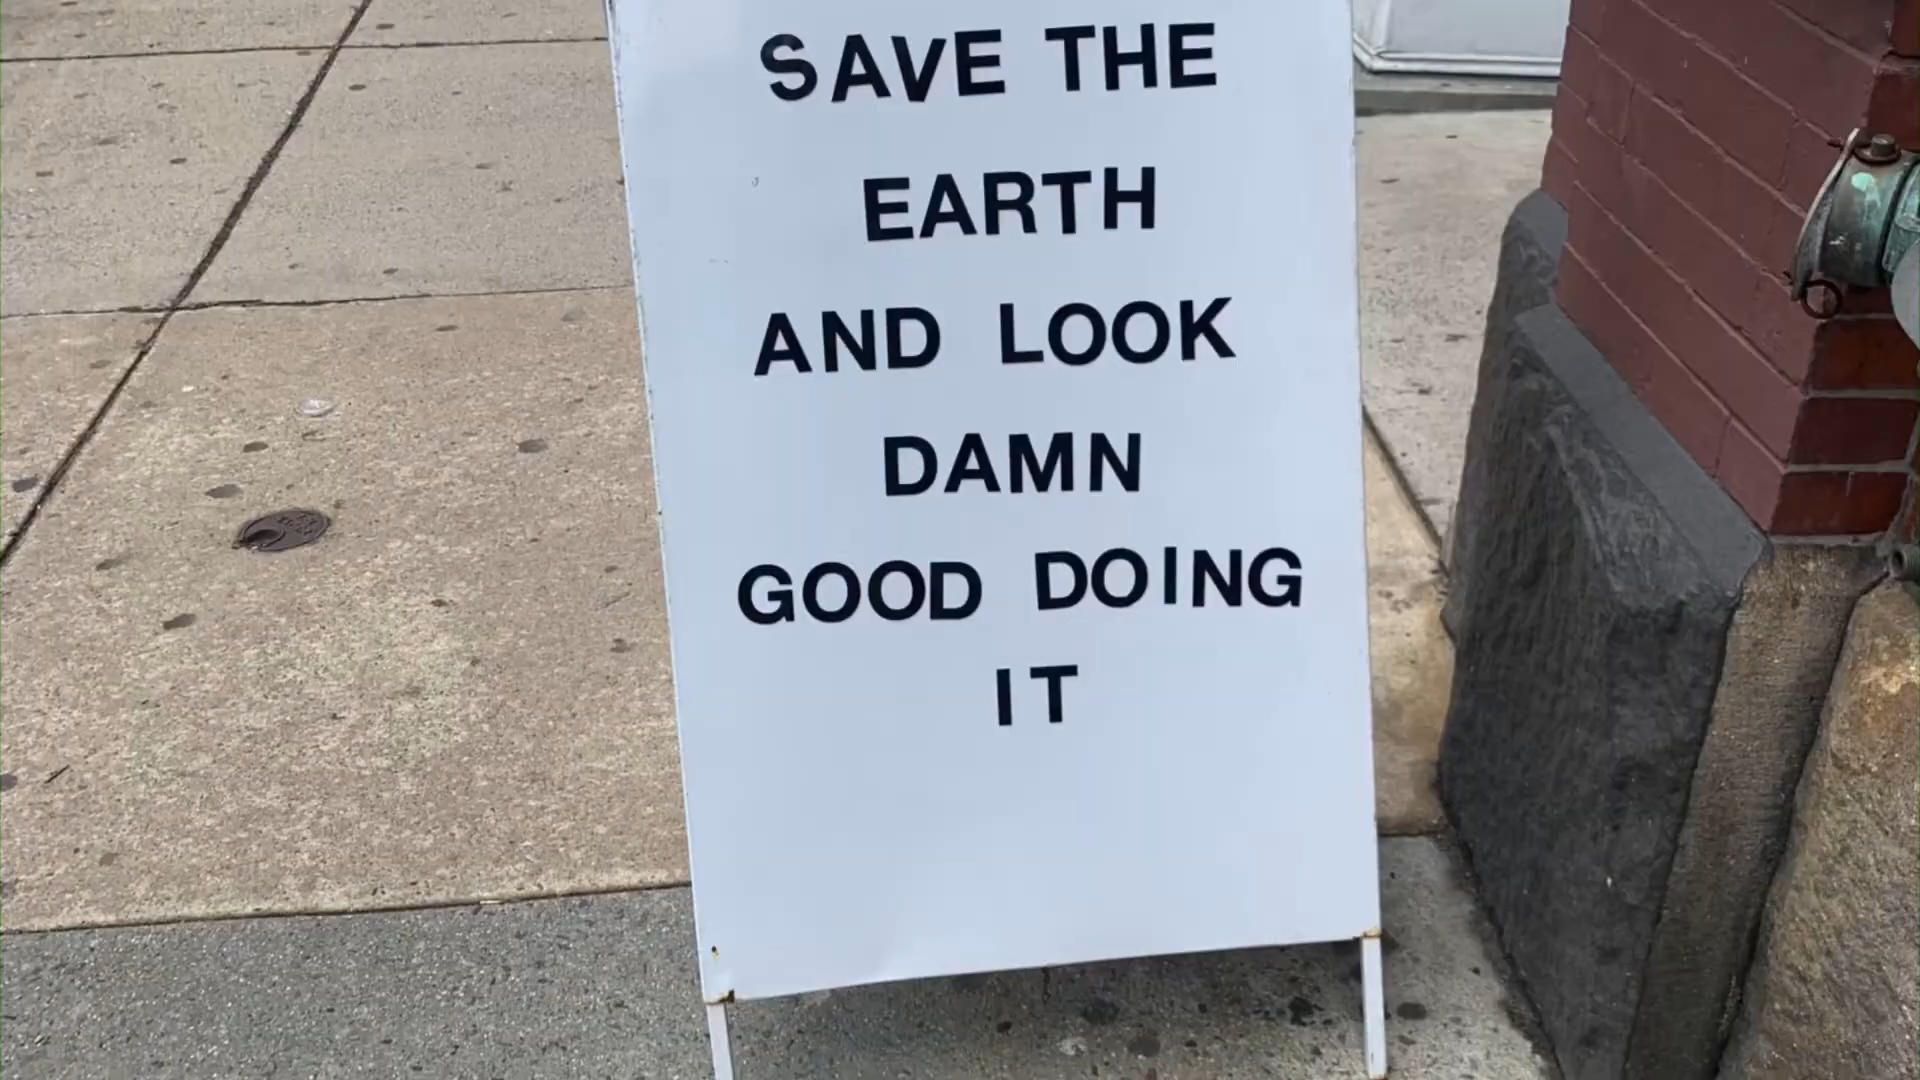 SAVE THE
EARTH
AND LOOK
DAMN
GOOD DOING
IT